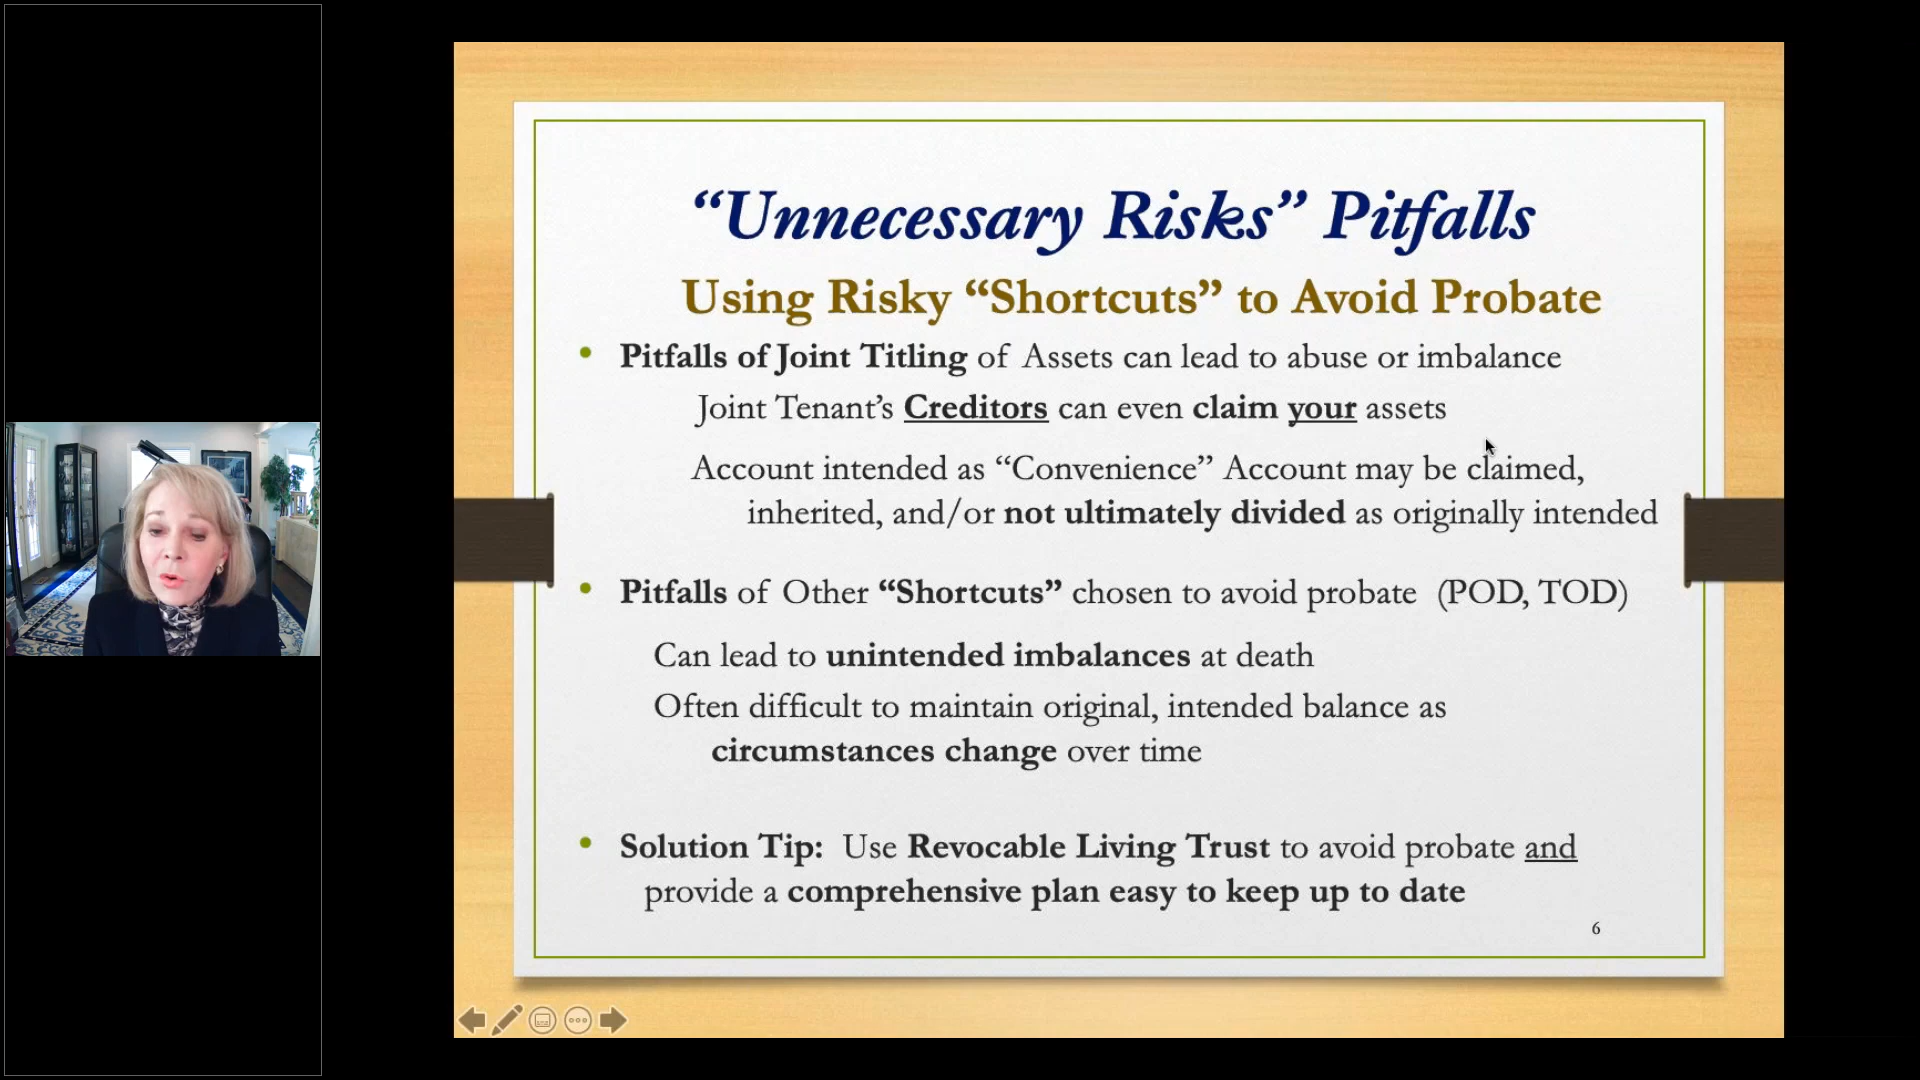 “Unnecessary Risks” Pitfalls
Using Risky “Shortcuts” to Avoid Probate
• Pitfalls of Joint Titling of Assets can lead to abuse or imbalance
Joint Tenant’s Creditors can even claim your assets
Account intended as “Convenience” Account may be claimed,
inherited, and/or not ultimately divided as originally intended
• Pitfalls of Other “Shortcuts” chosen to avoid probate (POD, TOD)
Can lead to unintended imbalances at death
Often difficult to maintain original, intended balance as
circumstances change over time
• Solution Tip: Use Revocable Living Trust to avoid probate and
provide a comprehensive plan easy to keep up to date
6